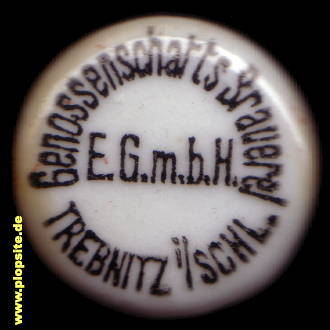 Genossenschafts Brauerei
E.G.m.b.H.
TREBNITZ i/SCHL.
www.plopsite.de